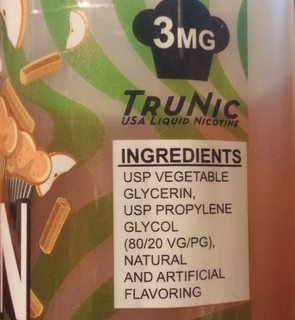 3MG
TRUNIC
USA LIQUID NICOTINE
INGREDIENTS
USP VEGETABLE
GLYCERIN,
USP PROPYLENE
GLYCOL
(80/20 VG/PG),
NATURAL
AND ARTIFICIAL
FLAVORING
N